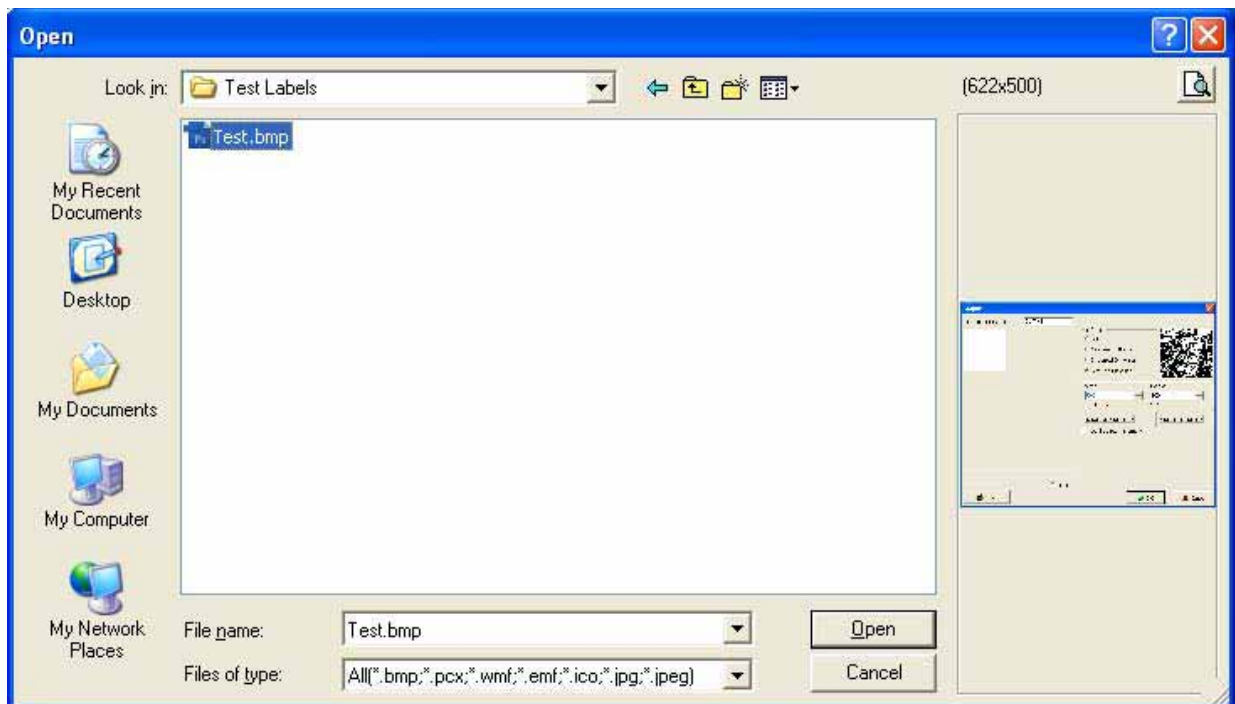 Open
Look in: Test Labels
(622x500)
Test.bmp
My Recent
Documents
Desktop
My Documents
My Computer
My Network
Places
File name: Test.bmp
Open
Files of type: All(*.bmp;*.pcx;*.wmf;*.emf;*.ico;*.jpg;*.jpeg)
Cancel